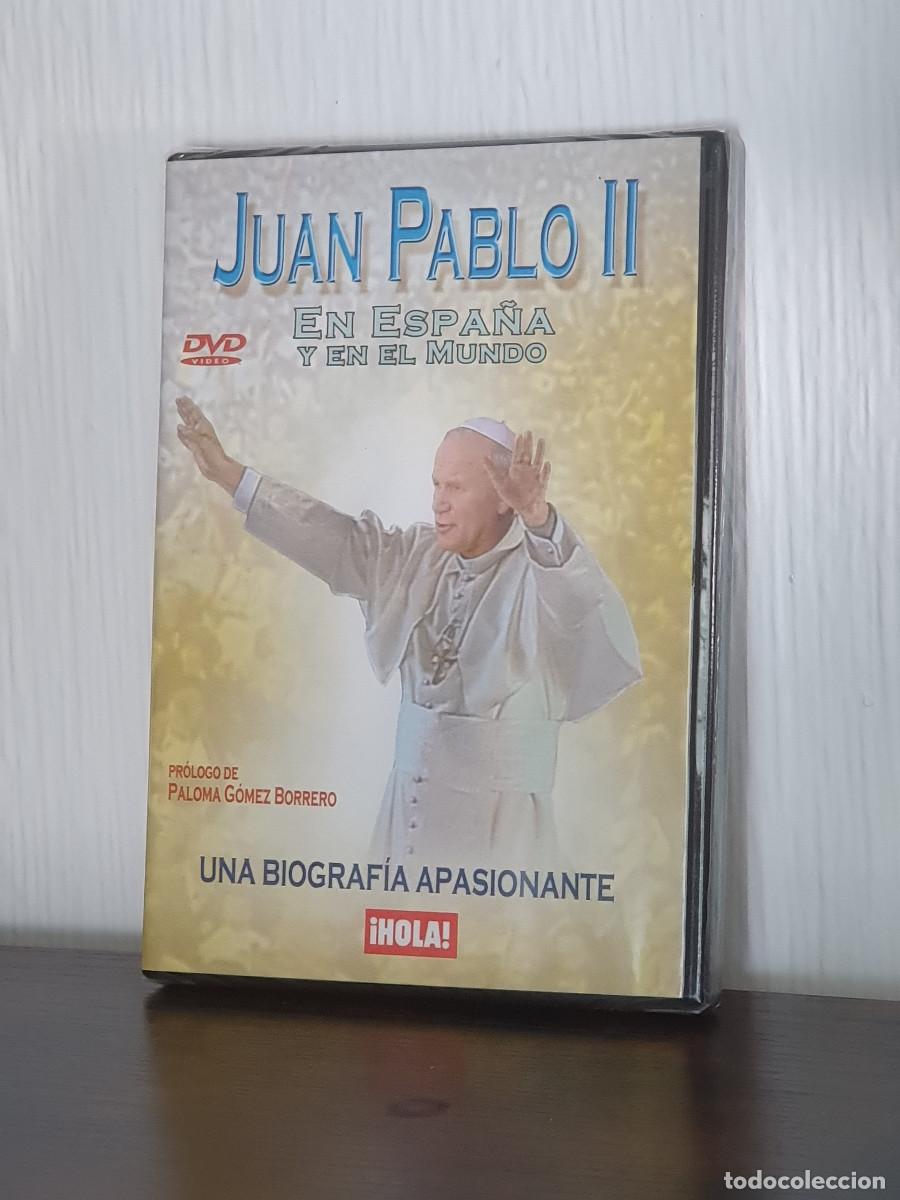 JUAN PABLO II
EN ESPAÑA
Y EN EL MUNDO
DVD
VIDEO
PRÓLOGO DE
PALOMA GÓMEZ BORRERO
UNA BIOGRAFÍA APASIONANTE
¡HOLA!
todocoleccion